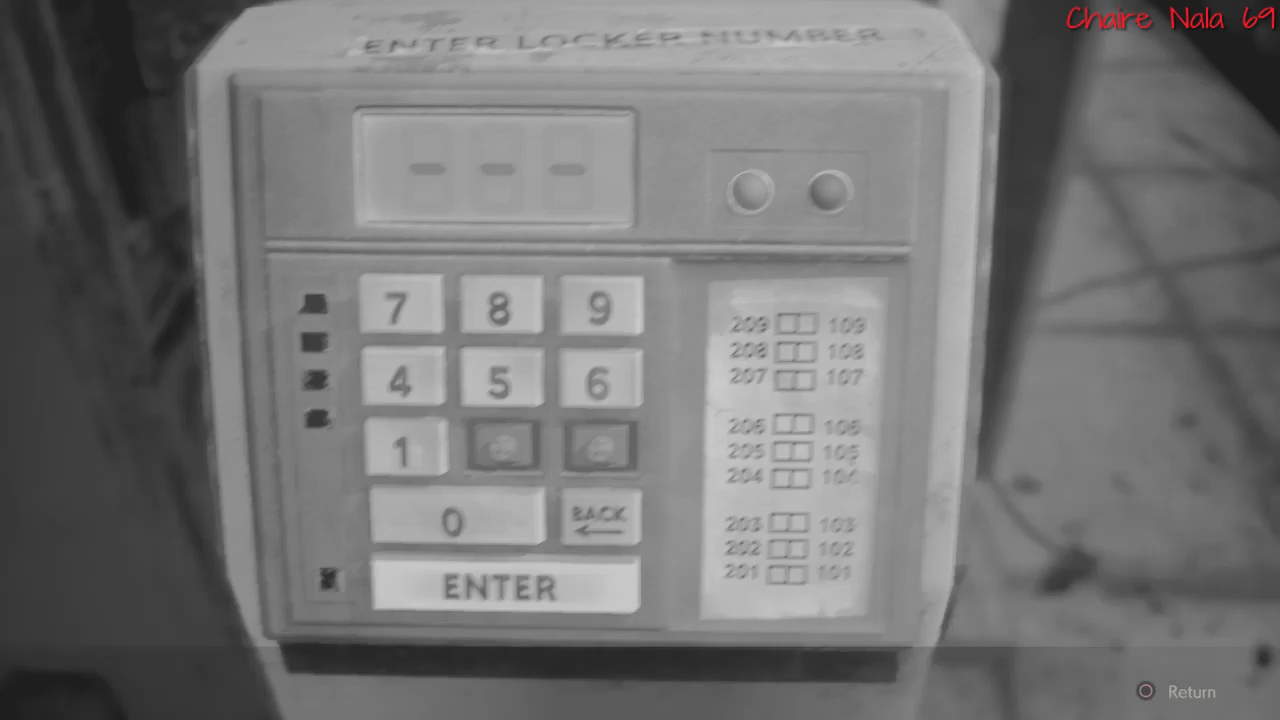 Chaire Nala 69
ENTER LOCKER NUMBER
- - -
7 8 9
4 5 6
1
0 BACK
ENTER
209 109
208 108
207 107
206 106
205 105
204 104
203 103
202 102
201 101
Return